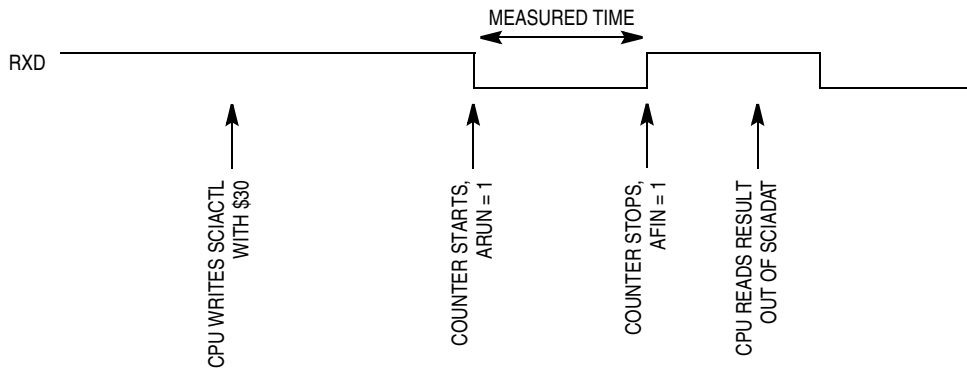 MEASURED TIME
RXD
CPU WRITES SCIACTL
WITH $30
COUNTER STARTS,
ARUN = 1
COUNTER STOPS,
AFIN = 1
CPU READS RESULT
OUT OF SCIADAT